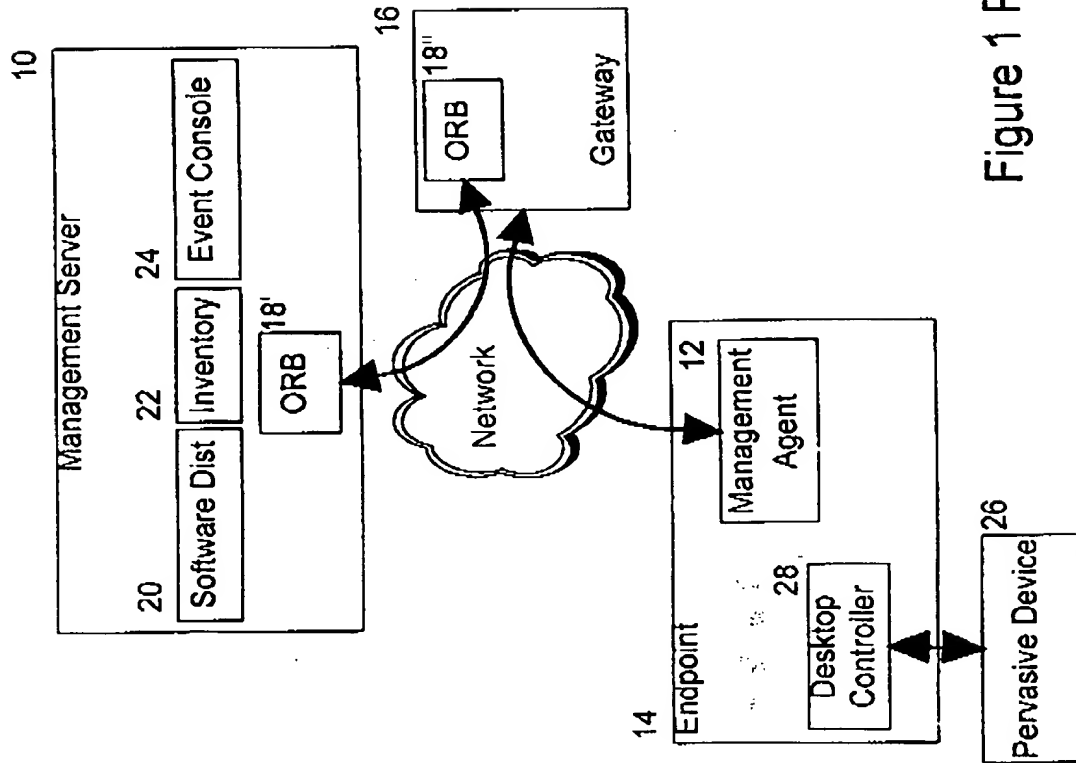 10
Management Server
20
22
24
Software Dist
Inventory
Event Console
18'
ORB
16
18"
ORB
Gateway
Network
14
Endpoint
12
Management
Agent
28
Desktop
Controller
26
Pervasive Device
Figure 1